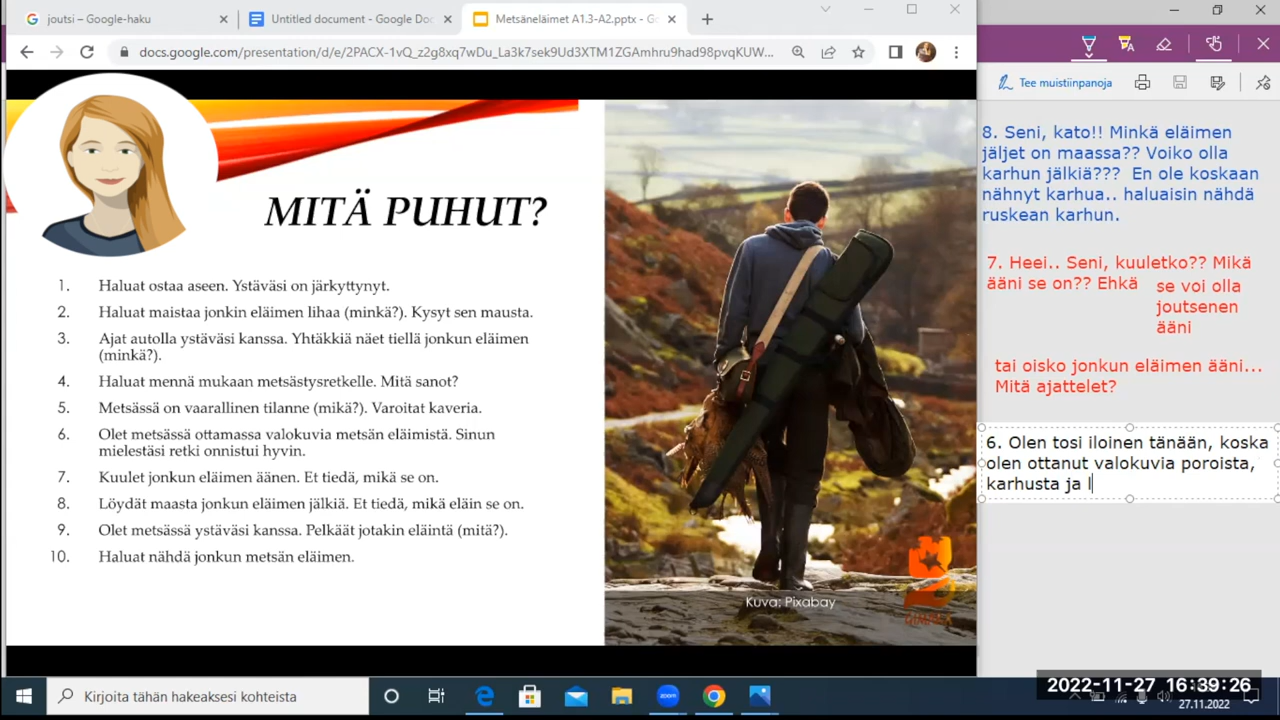 joutsi – Google-haku
Untitled document - Google Doc
Metsäneläimet A1.3-A2.pptx - Go
docs.google.com/presentation/d/e/2PACX-1vQ_z2g8xq7wDu_La3k7sek9Ud3XTM1ZGAmhru9had98pvqKUW...
Tee muistiinpanoja
MITÄ PUHUT?
1. Haluat ostaa aseen. Ystäväsi on järkyttynyt.
2. Haluat maistaa jonkin eläimen lihaa (minkä?). Kysyt sen mausta.
3. Ajat autolla ystäväsi kanssa. Yhtäkkiä näet tiellä jonkun eläimen
(minkä?).
4. Haluat mennä mukaan metsästysretkelle. Mitä sanot?
5. Metsässä on vaarallinen tilanne (mikä?). Varoitat kaveria.
6. Olet metsässä ottamassa valokuvia metsän eläimistä. Sinun
mielestäsi retki onnistui hyvin.
7. Kuulet jonkun eläimen äänen. Et tiedä, mikä se on.
8. Löydät maasta jonkun eläimen jälkiä. Et tiedä, mikä eläin se on.
9. Olet metsässä ystäväsi kanssa. Pelkäät jotakin eläintä (mitä?).
10. Haluat nähdä jonkun metsän eläimen.
Kuva: Pixabay
8. Seni, kato!! Minkä eläimen
jäljet on maassa?? Voiko olla
karhun jälkiä??? En ole koskaan
nähnyt karhua.. haluaisin nähdä
ruskean karhun.
7. Heei.. Seni, kuuletko?? Mikä
ääni se on?? Ehkä
se voi olla
joutsenen
ääni
tai oisko jonkun eläimen ääni...
Mitä ajattelet?
6. Olen tosi iloinen tänään, koska
olen ottanut valokuvia poroista,
karhusta ja l
Kirjoita tähän hakeaksesi kohteista
zoom
2022-11-27 16:39:26
27.11.2022